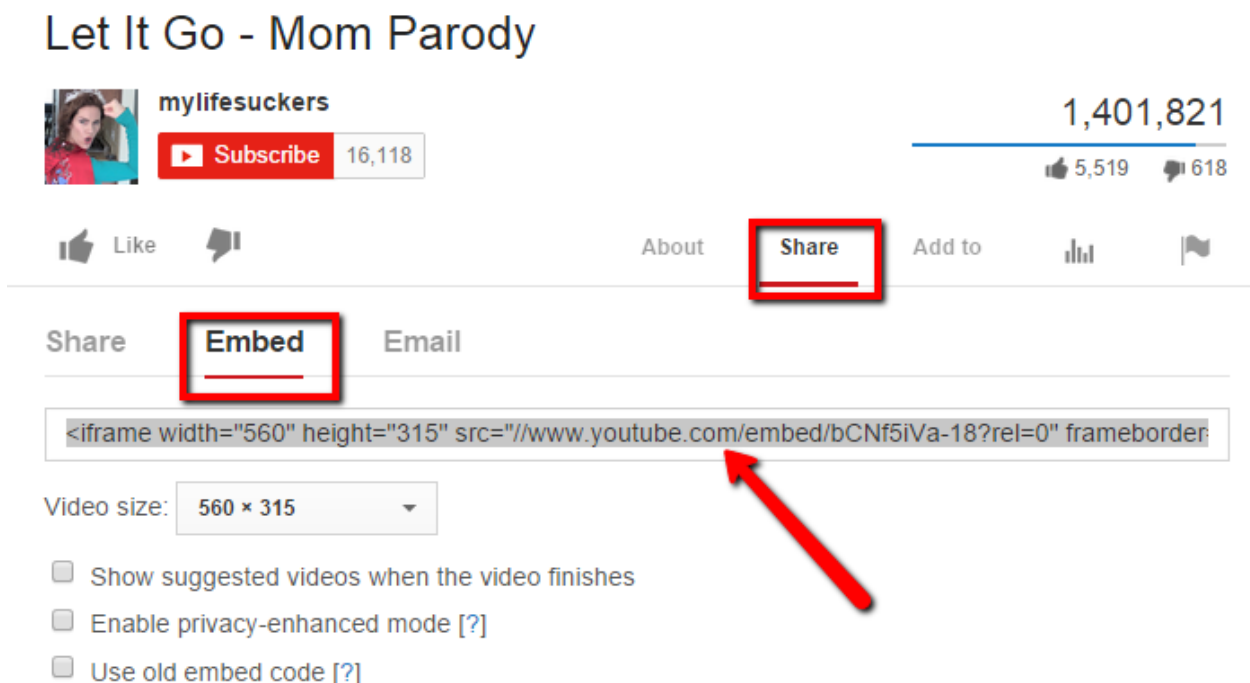 Let It Go - Mom Parody
mylifesuckers
Subscribe 16,118
1,401,821
5,519 618
Like About Share Add to
Share Embed Email
<iframe width="560" height="315" src="//www.youtube.com/embed/bCNf5iVa-18?rel=0" frameborder=
Video size: 560 × 315
Show suggested videos when the video finishes
Enable privacy-enhanced mode [?]
Use old embed code [?]